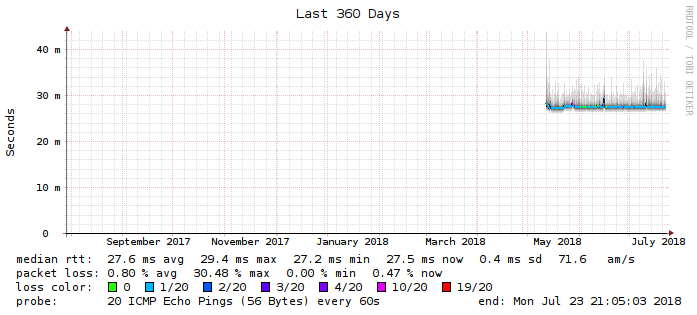 Last 360 Days
RRDTOOL / TOBI OETIKER
Seconds
40 m
30 m
20 m
10 m
0
September 2017 November 2017 January 2018 March 2018 May 2018 July 2018
median rtt: 27.6 ms avg 29.4 ms max 27.2 ms min 27.5 ms now 0.4 ms sd 71.6 am/s
packet loss: 0.80 % avg 30.48 % max 0.00 % min 0.47 % now
loss color: 0 1/20 2/20 3/20 4/20 10/20 19/20
probe: 20 ICMP Echo Pings (56 Bytes) every 60s end: Mon Jul 23 21:05:03 2018